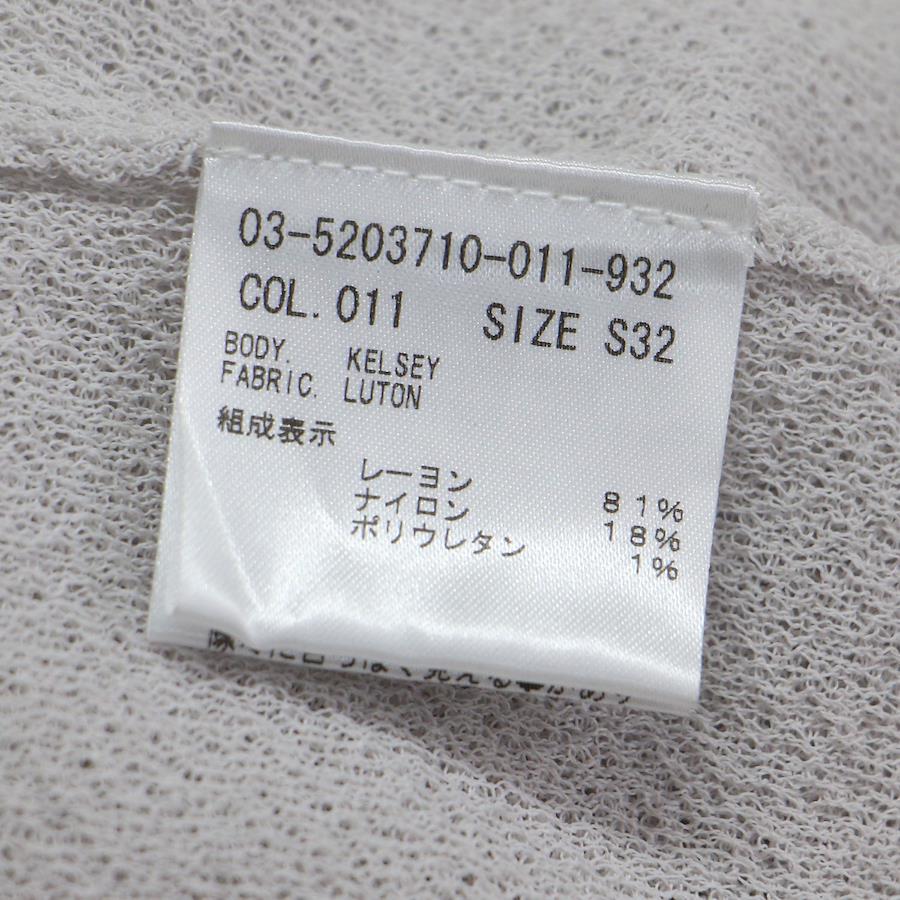 03-5203710-011-932
COL. 011 SIZE S32
BODY. KELSEY
FABRIC. LUTON
組成表示
レーヨン 81%
ナイロン 18%
ポリウレタン 1%